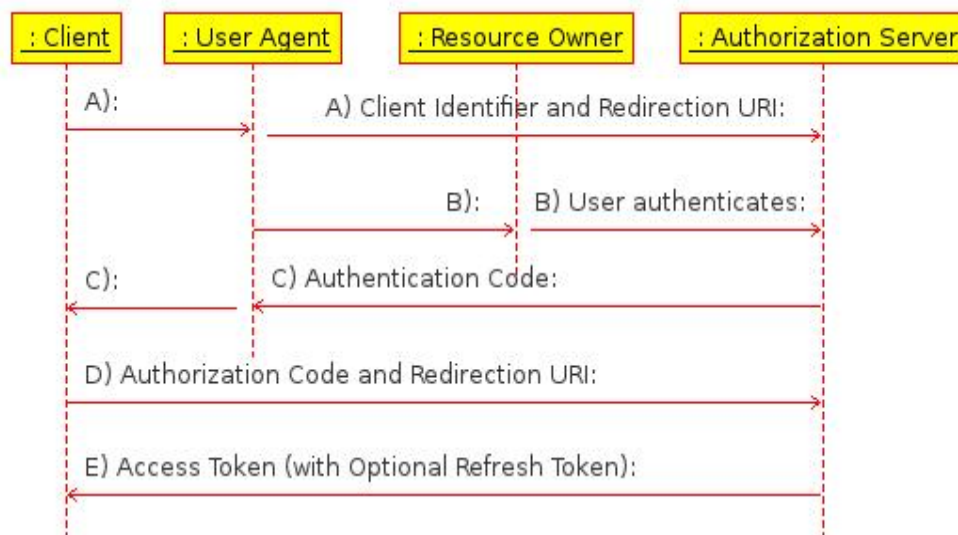 : Client
: User Agent
: Resource Owner
: Authorization Server
A):
A) Client Identifier and Redirection URI:
B):
B) User authenticates:
C):
C) Authentication Code:
D) Authorization Code and Redirection URI:
E) Access Token (with Optional Refresh Token):